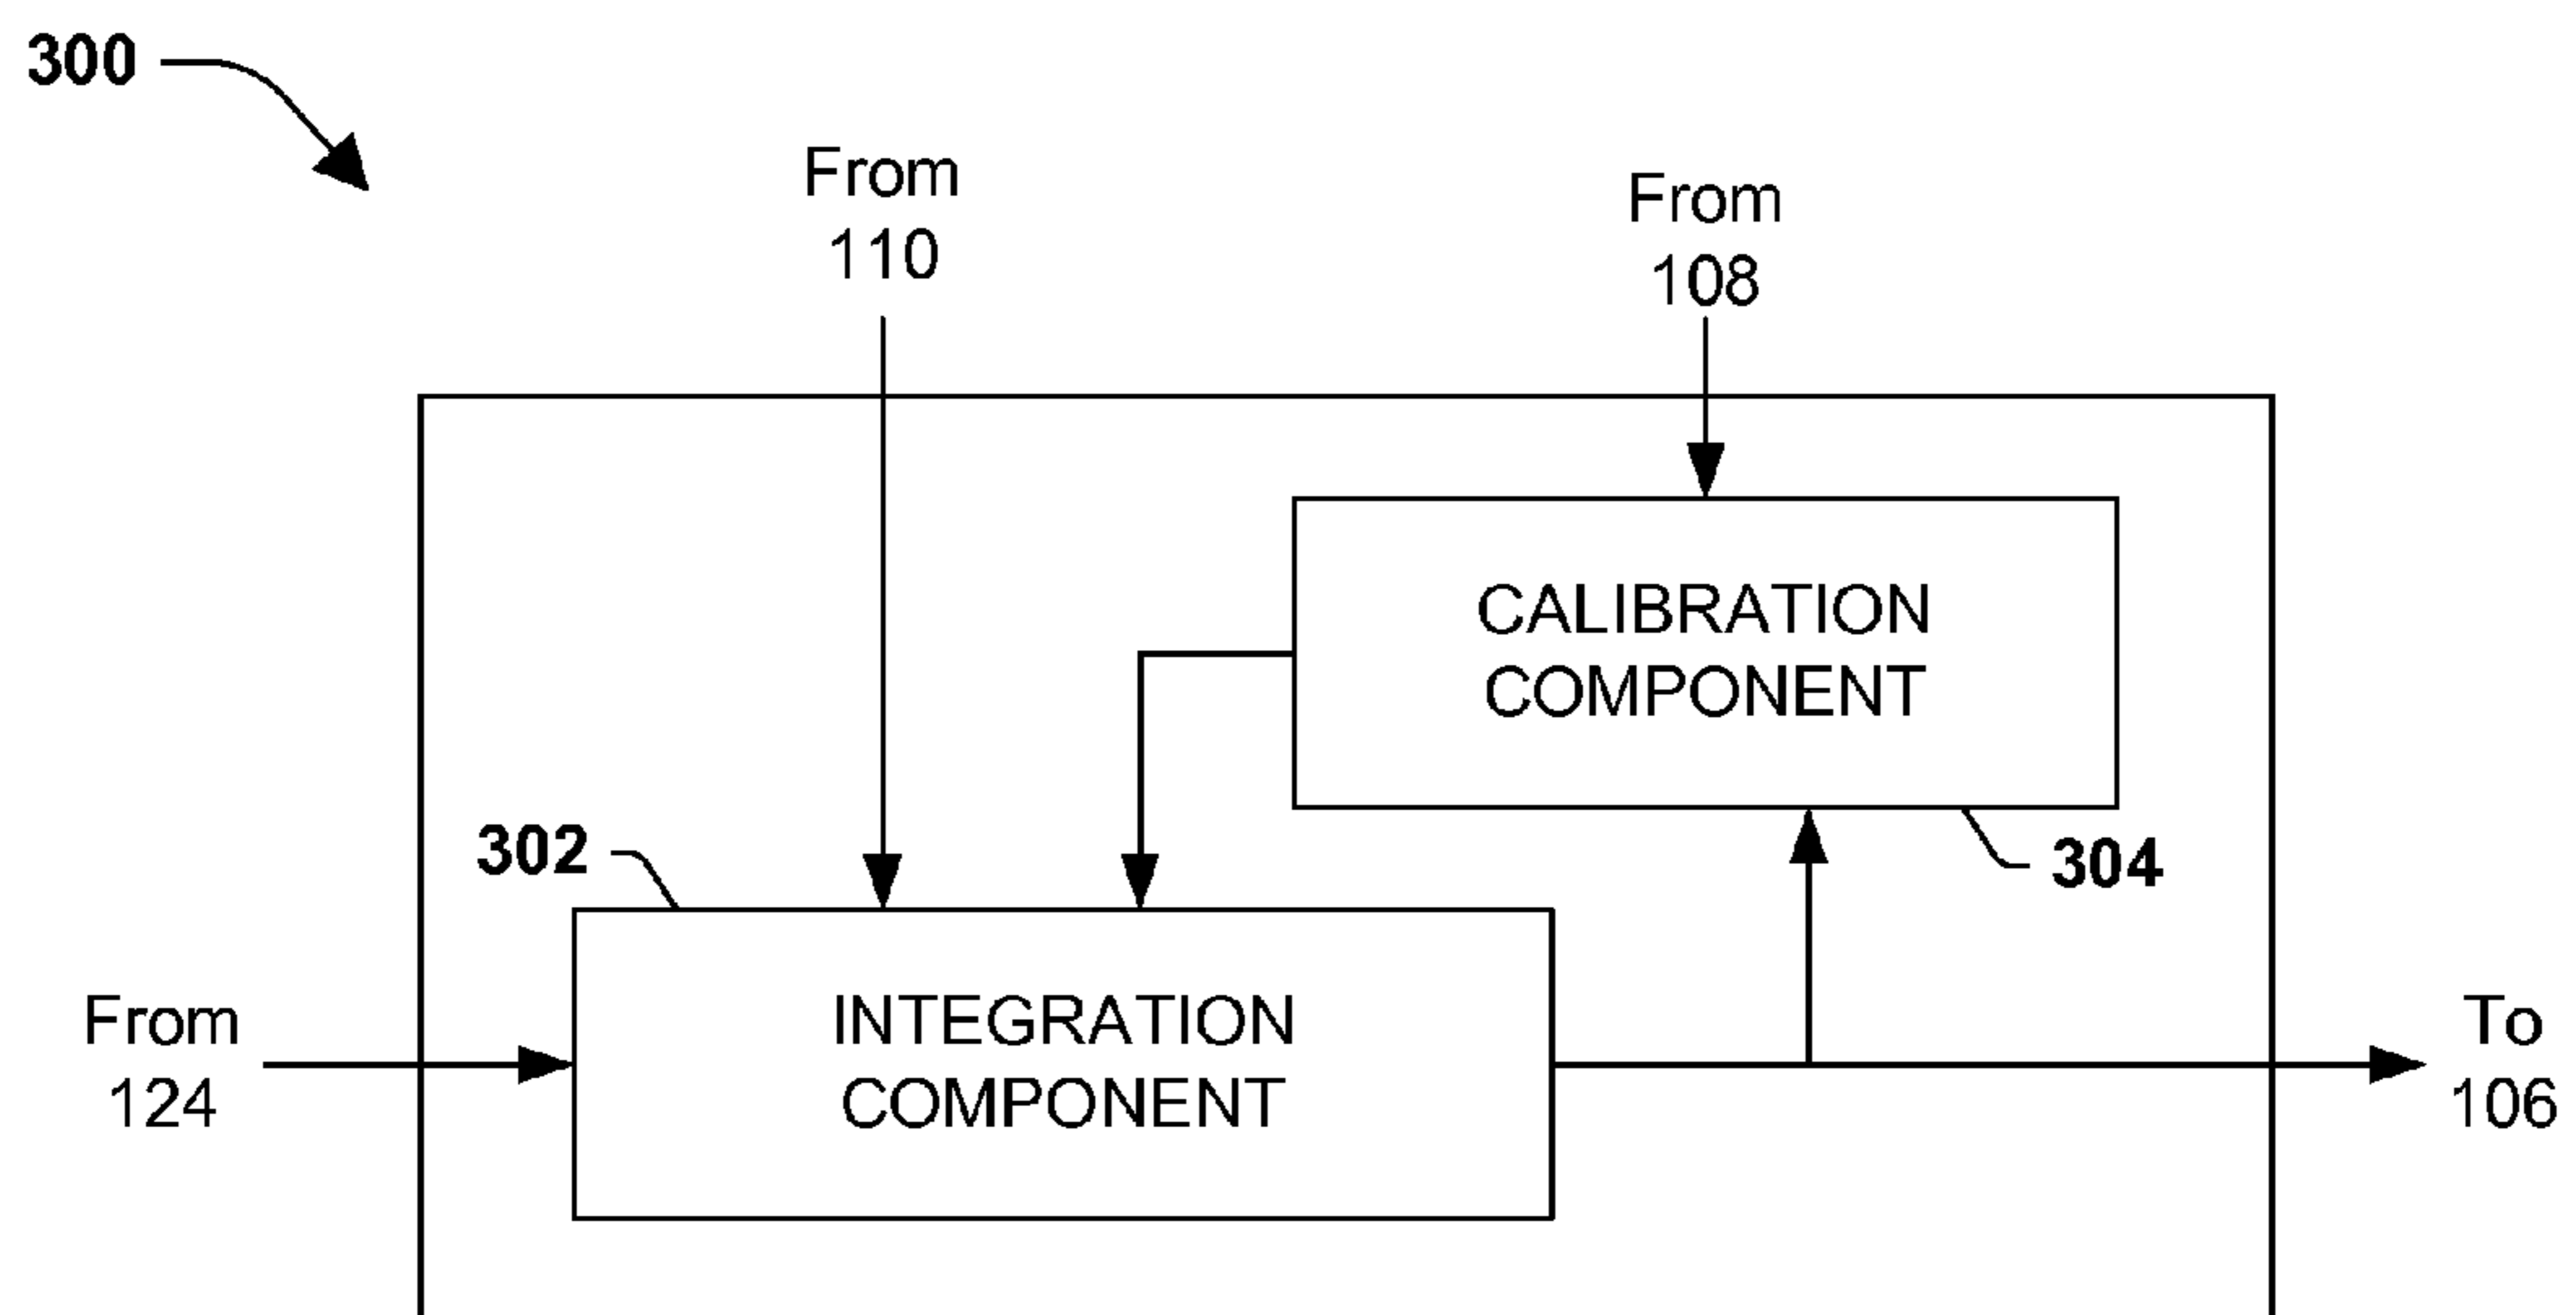 300
From
110
From
108
CALIBRATION
COMPONENT
302
304
From
124
INTEGRATION
COMPONENT
To
106